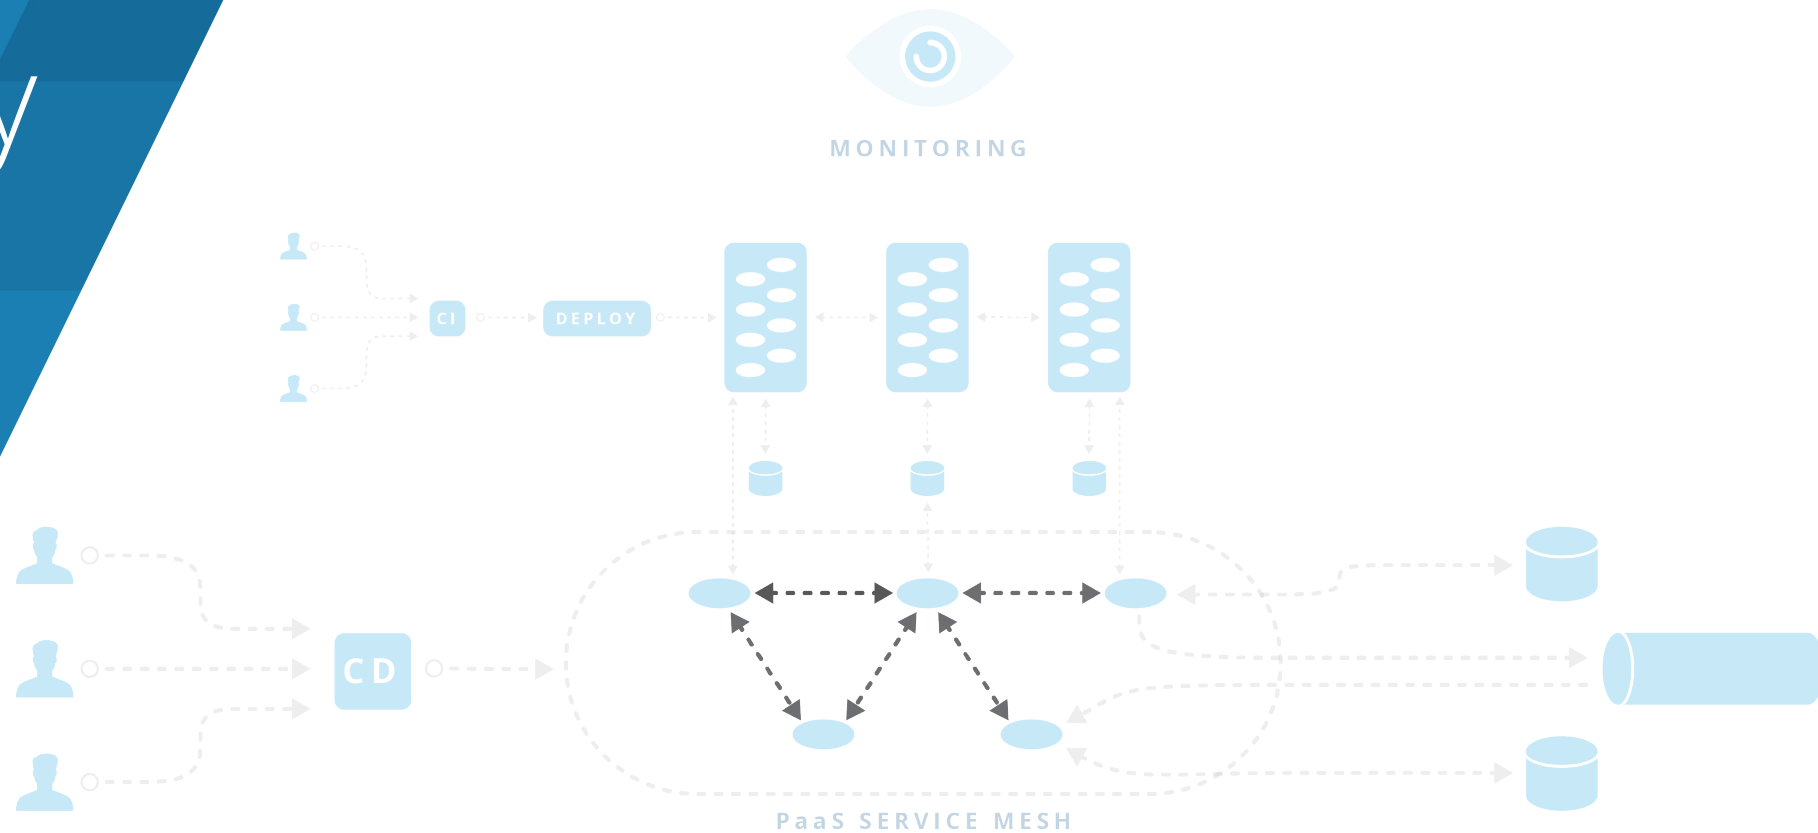 y
MONITORING
CI
DEPLOY
CD
PaaS SERVICE MESH